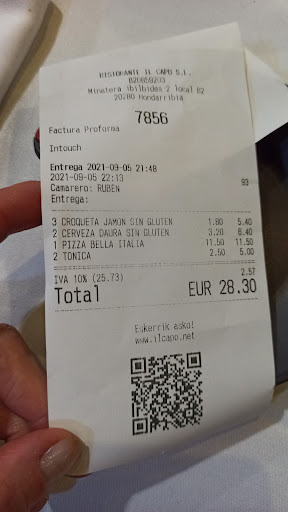 RISTORANTE IL CAPO S.L.
B20858203
Minatera ibilbidea 2 local B2
20280 Hondarribia
7856
Factura Proforma
Intouch
Entrega 2021-09-05 21:48
2021-09-05 22:13 93
Camarero: RUBEN
Entrega:
3 CROQUETA JAMON SIN GLUTEN 1.80 5.40
2 CERVEZA DAURA SIN GLUTEN 3.20 6.40
1 PIZZA BELLA ITALIA 11.50 11.50
2 TONICA 2.50 5.00
IVA 10% (25.73) 2.57
Total EUR 28.30
Eskerrik asko!
www.ilcapo.net